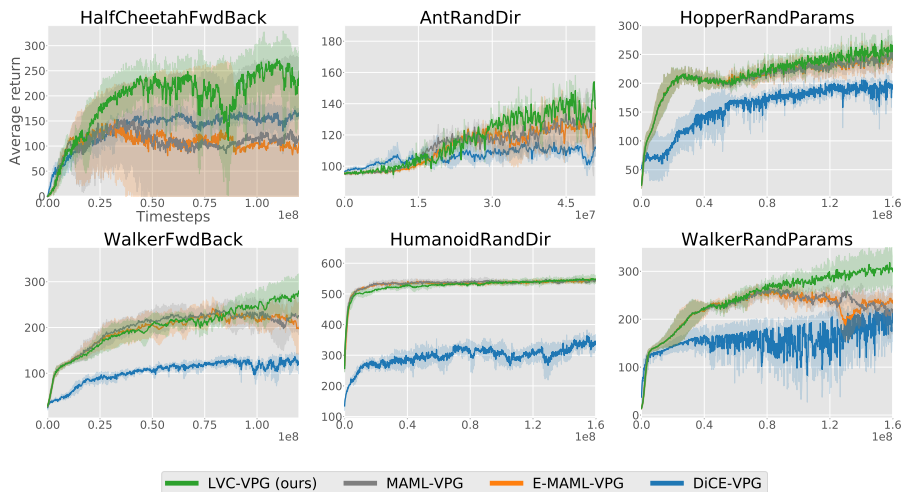 HalfCheetahFwdBack AntRandDir HopperRandParams
300
250
200
150
100
50
0
Average return
0.00 0.25 0.50 0.75 1.00
1e8
Timesteps
180
160
140
120
100
0.0 1.5 3.0 4.5
1e7
300
250
200
150
100
50
0.0 0.4 0.8 1.2 1.6
1e8
WalkerFwdBack HumanoidRandDir WalkerRandParams
300
200
100
0.00 0.25 0.50 0.75 1.00
1e8
600
500
400
300
200
100
0.0 0.4 0.8 1.2 1.6
1e8
300
200
250
150
100
0
0.0 0.4 0.8 1.2 1.6
1e8
LVC-VPG (ours) MAML-VPG E-MAML-VPG DiCE-VPG